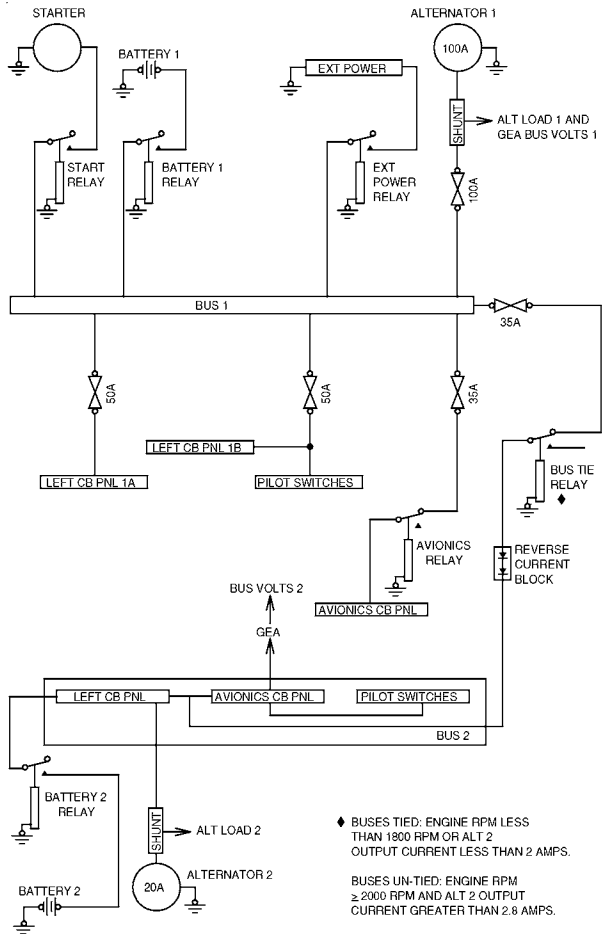 STARTER
BATTERY 1
EXT POWER
ALTERNATOR 1
100A
SHUNT
ALT LOAD 1 AND
GEA BUS VOLTS 1
START
RELAY
BATTERY 1
RELAY
EXT
POWER
RELAY
100A
BUS 1
35A
50A
50A
35A
LEFT CB PNL 1B
LEFT CB PNL 1A
PILOT SWITCHES
BUS TIE
RELAY
AVIONICS
RELAY
REVERSE
CURRENT
BLOCK
BUS VOLTS 2
AVIONICS CB PNL
GEA
LEFT CB PNL
AVIONICS CB PNL
PILOT SWITCHES
BUS 2
BATTERY 2
RELAY
SHUNT
ALT LOAD 2
ALTERNATOR 2
20A
BATTERY 2
♦ BUSES TIED: ENGINE RPM LESS
THAN 1800 RPM OR ALT 2
OUTPUT CURRENT LESS THAN 2 AMPS.
BUSES UN-TIED: ENGINE RPM
≥ 2000 RPM AND ALT 2 OUTPUT
CURRENT GREATER THAN 2.8 AMPS.